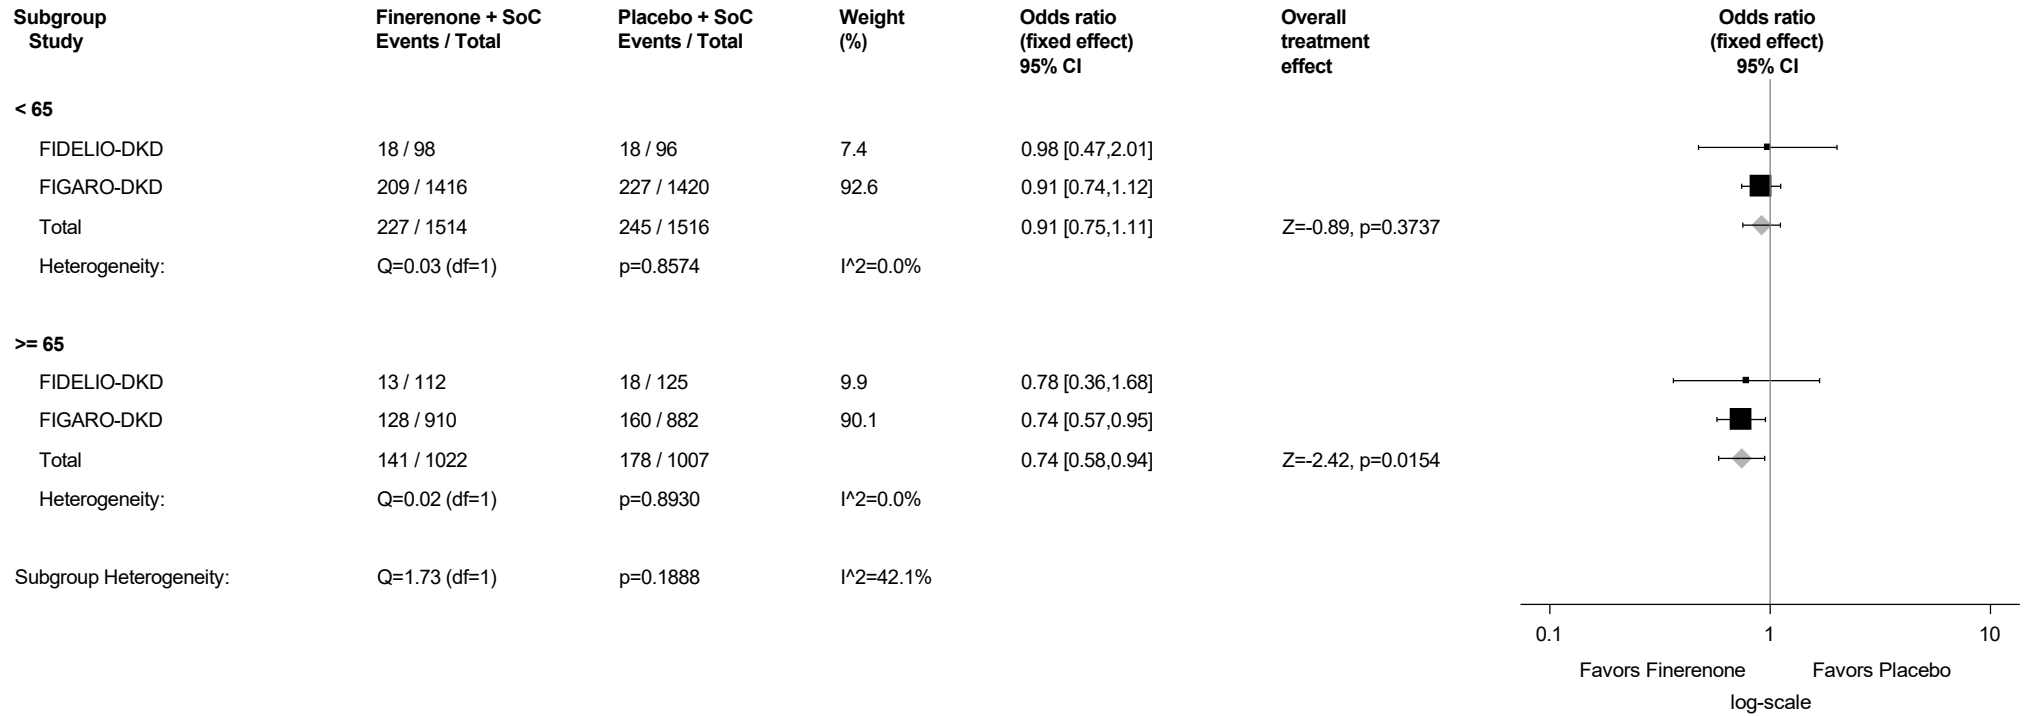 Subgroup Finerenone + SoC Placebo + SoC Weight Odds ratio Overall Odds ratio
Study Events / Total Events / Total (%) (fixed effect) treatment (fixed effect)
95% CI effect 95% CI
< 65
FIDELIO-DKD 18 / 98 18 / 96 7.4 0.98 [0.47,2.01]
FIGARO-DKD 209 / 1416 227 / 1420 92.6 0.91 [0.74,1.12]
Total 227 / 1514 245 / 1516 0.91 [0.75,1.11] Z=-0.89, p=0.3737
Heterogeneity: Q=0.03 (df=1) p=0.8574 I^2=0.0%
>= 65
FIDELIO-DKD 13 / 112 18 / 125 9.9 0.78 [0.36,1.68]
FIGARO-DKD 128 / 910 160 / 882 90.1 0.74 [0.57,0.95]
Total 141 / 1022 178 / 1007 0.74 [0.58,0.94] Z=-2.42, p=0.0154
Heterogeneity: Q=0.02 (df=1) p=0.8930 I^2=0.0%
Subgroup Heterogeneity: Q=1.73 (df=1) p=0.1888 I^2=42.1%
0.1 1 10
Favors Finerenone Favors Placebo
log-scale